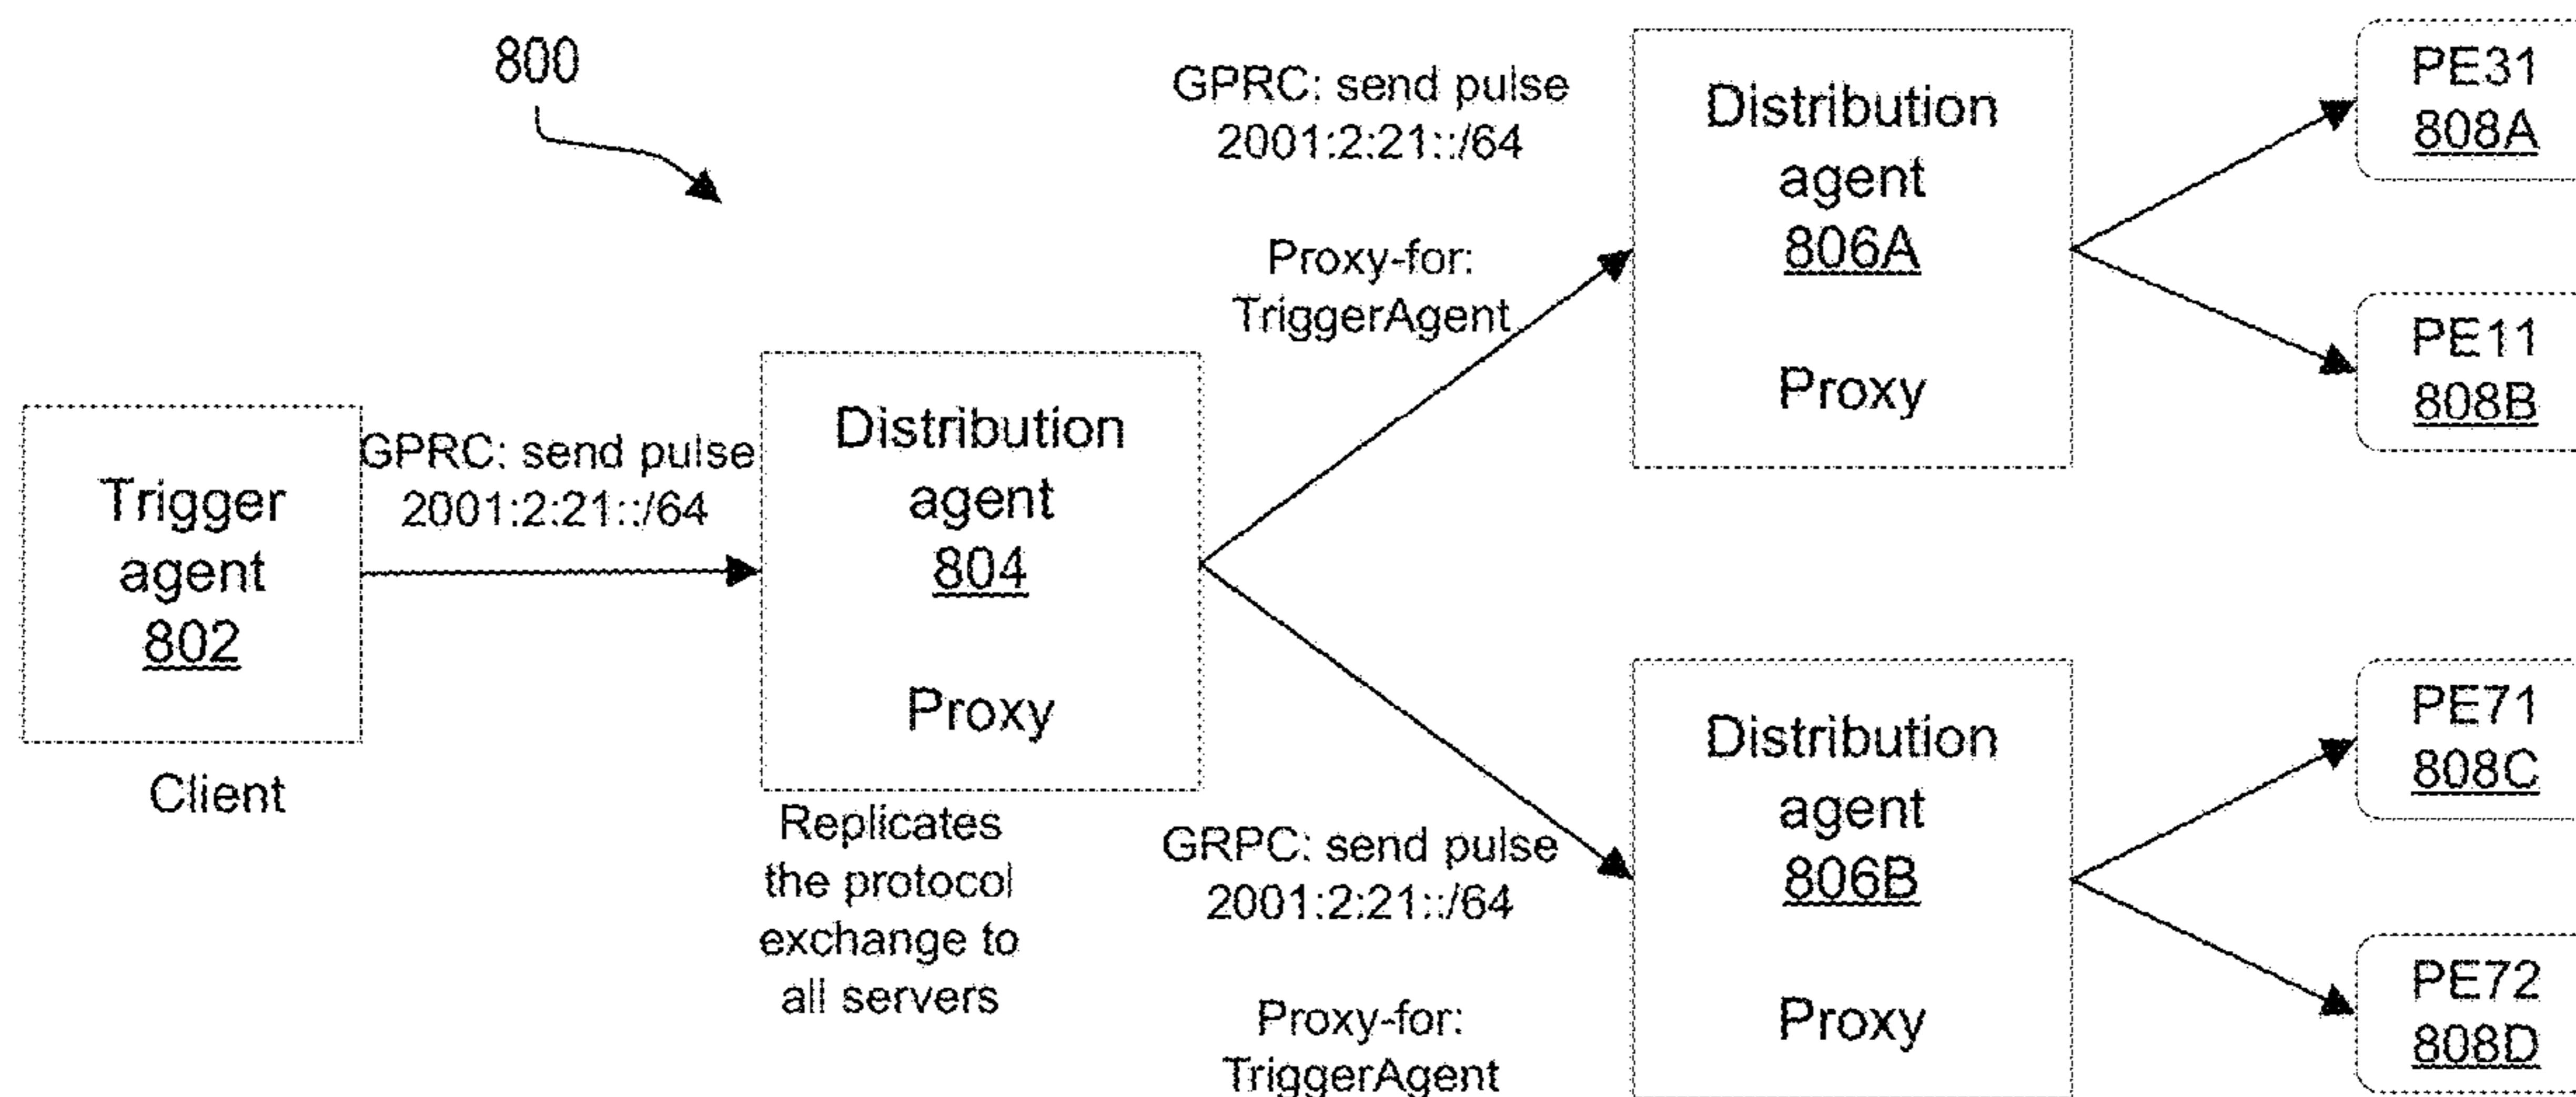 800
GPRC: send pulse
2001:2:21::/64
Proxy-for:
TriggerAgent
Distribution
agent
806A
Proxy
PE31
808A
PE11
808B
Trigger
agent
802
Client
GPRC: send pulse
2001:2:21::/64
Distribution
agent
804
Proxy
Replicates
the protocol
exchange to
all servers
GRPC: send pulse
2001:2:21::/64
Proxy-for:
TriggerAgent
Distribution
agent
806B
Proxy
PE71
808C
PE72
808D